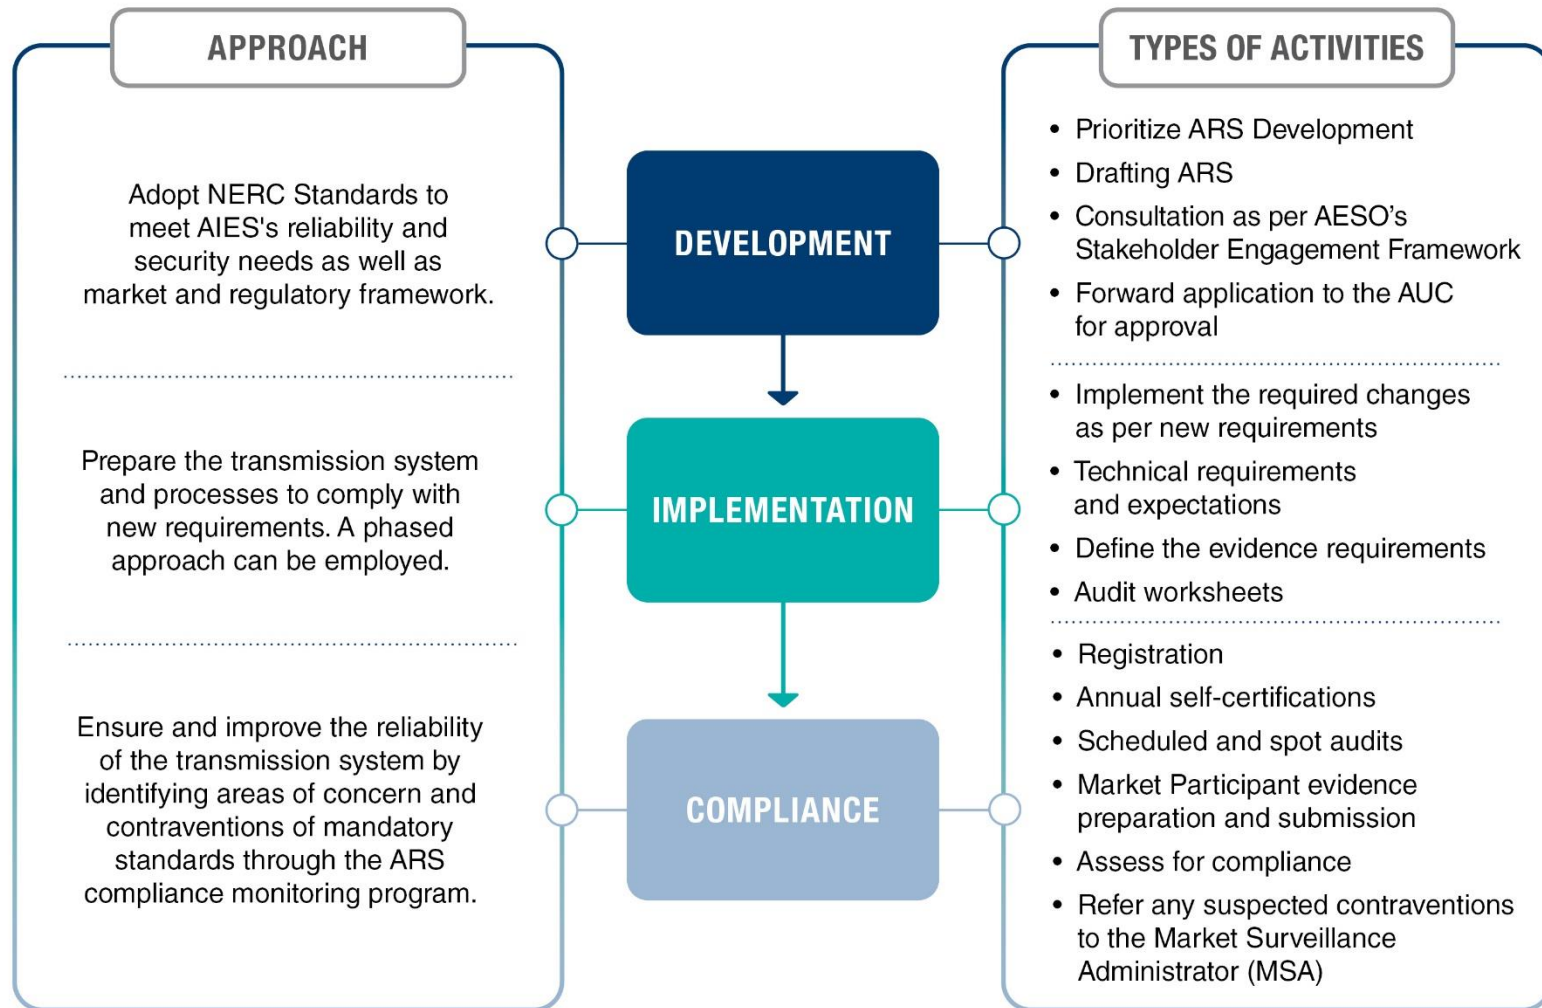 APPROACH
Adopt NERC Standards to
meet AIES's reliability and
security needs as well as
market and regulatory framework.
Prepare the transmission system
and processes to comply with
new requirements. A phased
approach can be employed.
Ensure and improve the reliability
of the transmission system by
identifying areas of concern and
contraventions of mandatory
standards through the ARS
compliance monitoring program.
DEVELOPMENT
IMPLEMENTATION
COMPLIANCE
TYPES OF ACTIVITIES
• Prioritize ARS Development
• Drafting ARS
• Consultation as per AESO’s
Stakeholder Engagement Framework
• Forward application to the AUC
for approval
• Implement the required changes
as per new requirements
• Technical requirements
and expectations
• Define the evidence requirements
• Audit worksheets
• Registration
• Annual self-certifications
• Scheduled and spot audits
• Market Participant evidence
preparation and submission
• Assess for compliance
• Refer any suspected contraventions
to the Market Surveillance
Administrator (MSA)